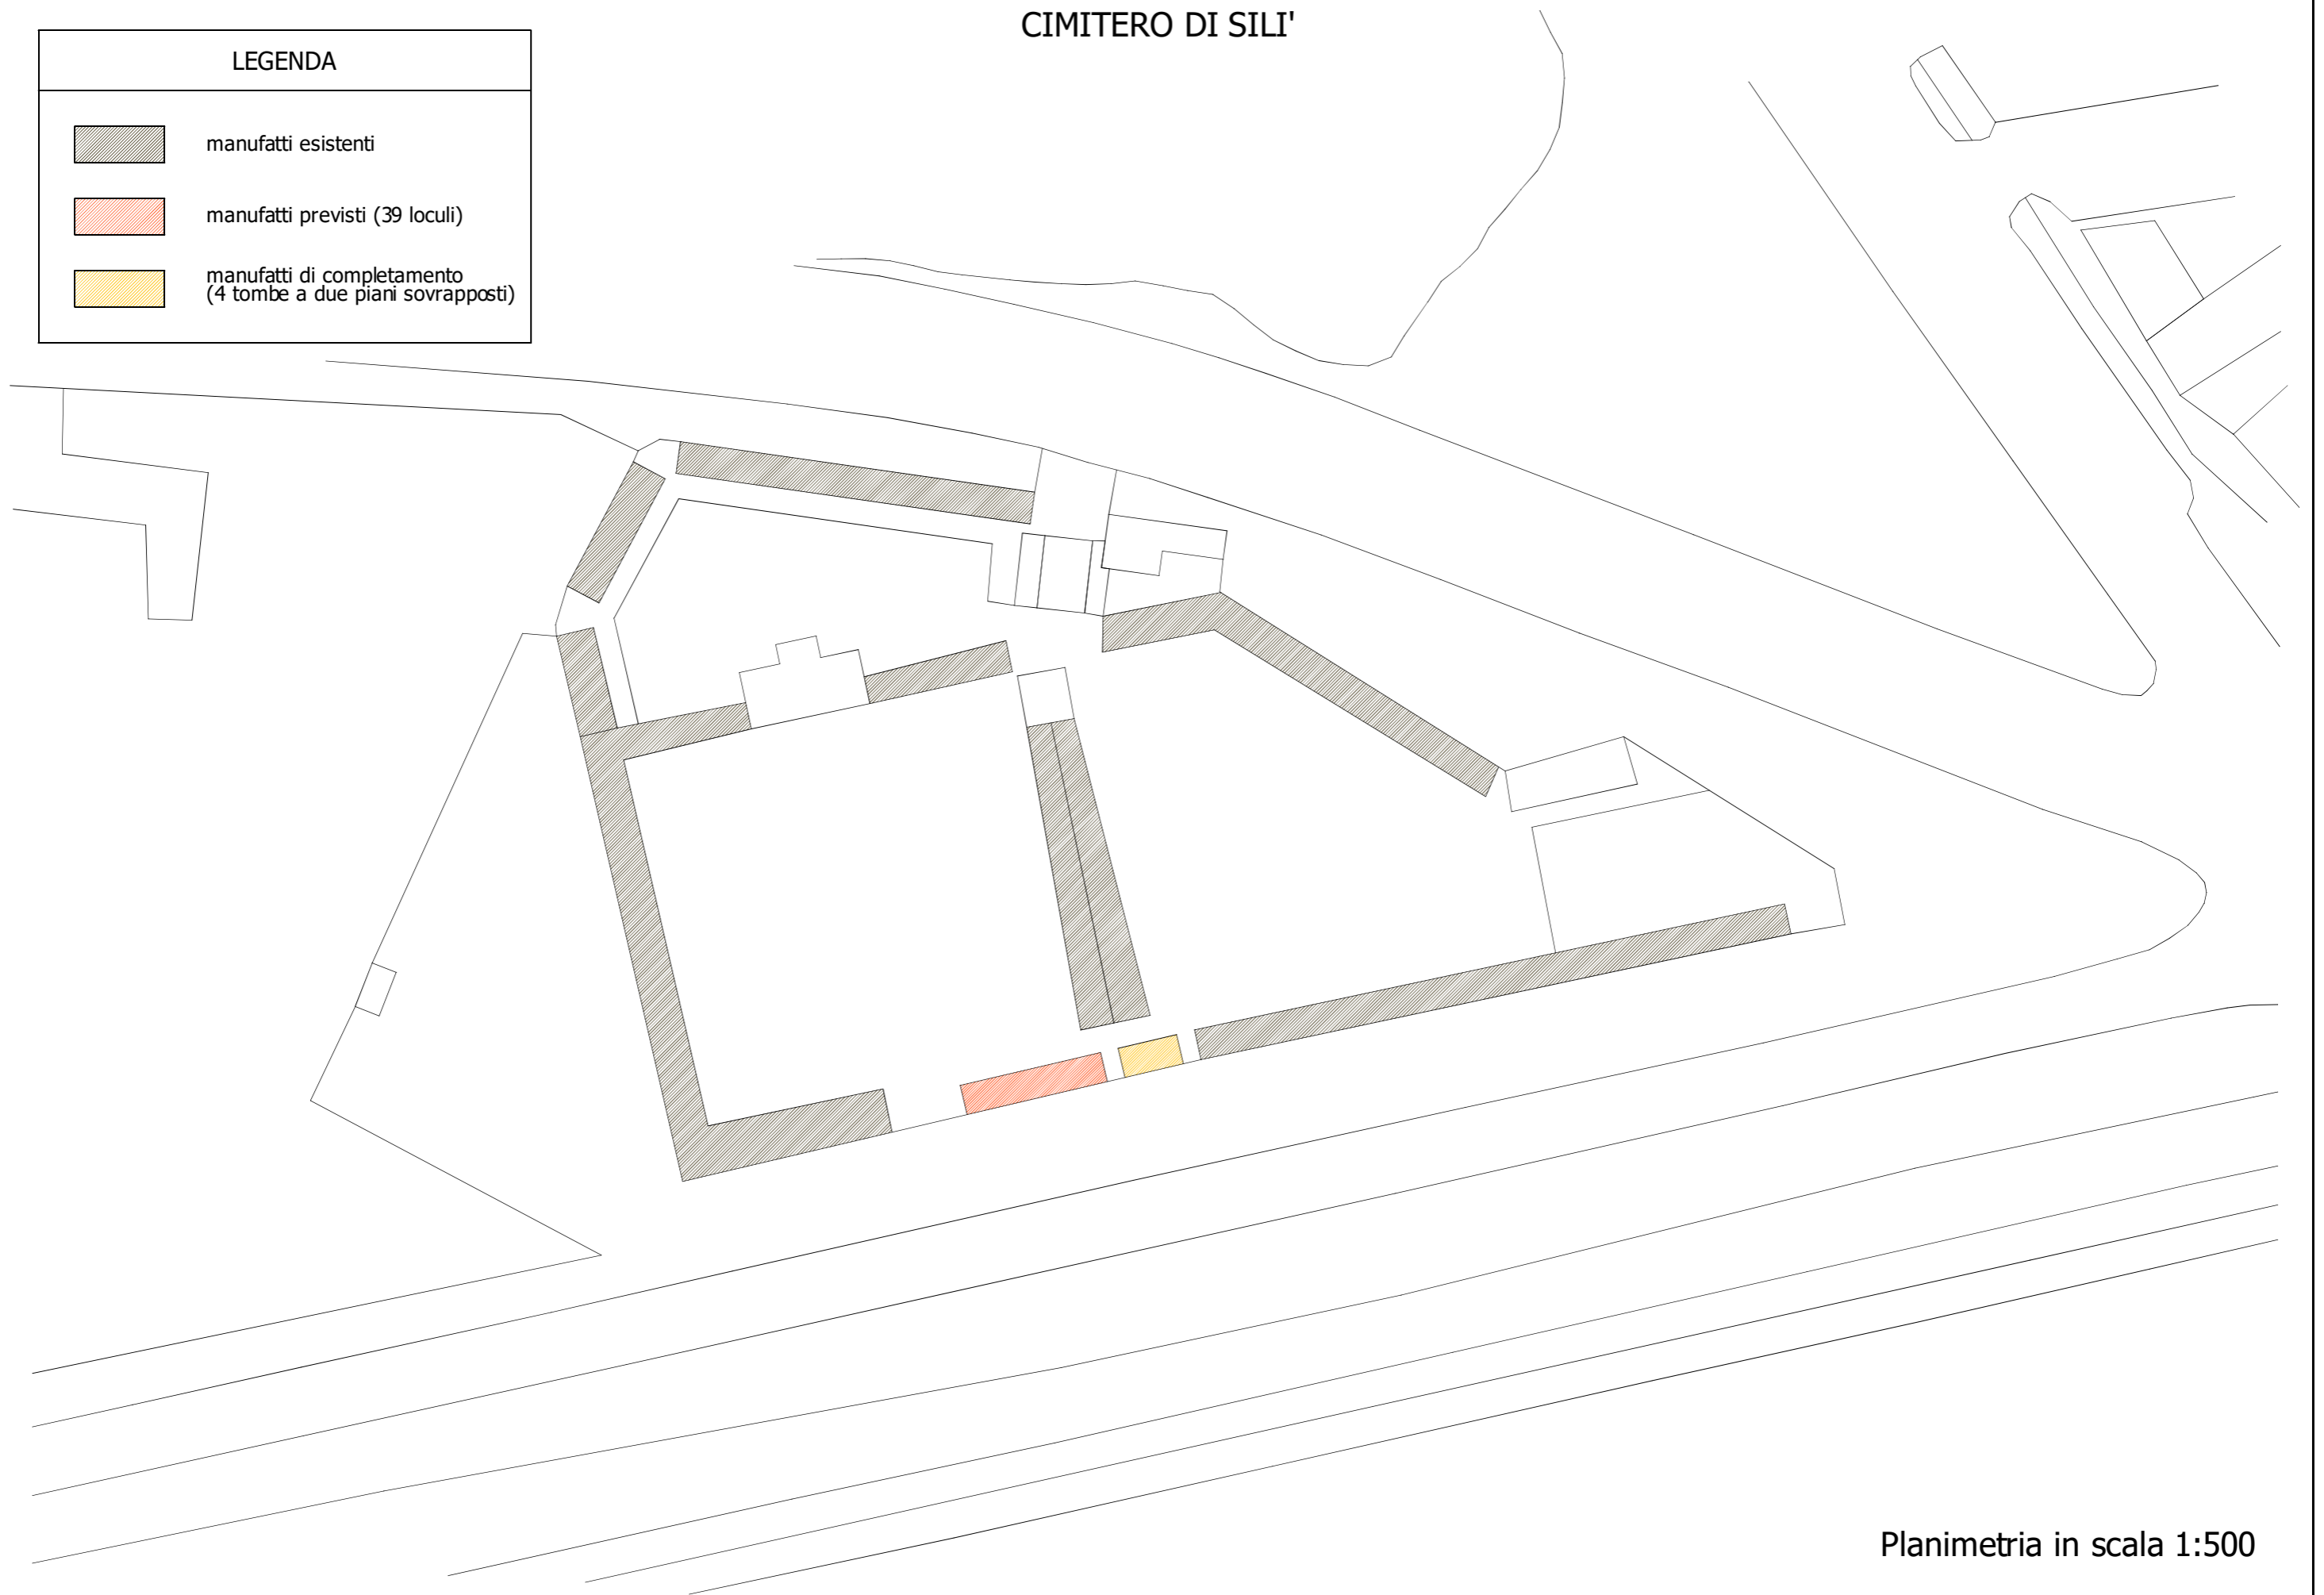 CIMITERO DI SILI'
LEGENDA
manufatti esistenti
manufatti previsti (39 loculi)
manufatti di completamento
(4 tombe a due piani sovrapposti)
Planimetria in scala 1:500